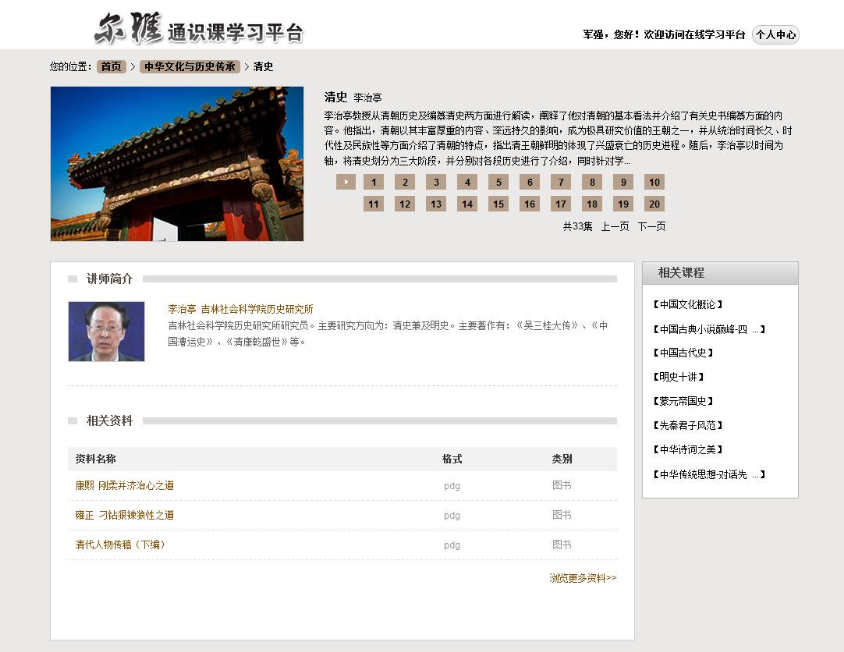 尔雅 通识课学习平台
军强，您好！欢迎访问在线学习平台 个人中心
您的位置： 首页 > 中华文化与历史传承 > 清史
清史 李治亭
李治亭教授从清朝历史及编纂清史两方面进行解读，阐释了他对清朝的基本看法并介绍了有关史书编纂方面的内
容。他指出，清朝以其丰富厚重的内容、深远持久的影响，成为极具研究价值的王朝之一，并从统治时间长久、时
代性及民族性等方面介绍了清朝的特点，指出清王朝鲜明的体现了兴盛衰亡的历史进程。随后，李治亭以时间为
轴，将清史划分为三大阶段，并分别对各段历史进行了介绍，同时针对学...
1 2 3 4 5 6 7 8 9 10
11 12 13 14 15 16 17 18 19 20
共33集 上一页 下一页
讲师简介
李治亭 吉林社会科学院历史研究所
吉林社会科学院历史研究所研究员。主要研究方向为：清史兼及明史。主要著作有：《吴三桂大传》、《中
国漕运史》、《清康乾盛世》等。
相关资料
资料名称 格式 类别
康熙 刚柔并济治心之道 pdg 图书
雍正 刁钻狠辣狼性之道 pdg 图书
清代人物传稿（下编） pdg 图书
浏览更多资料>>
相关课程
【中国文化概论】
【中国古典小说巅峰-四 ...】
【中国古代史】
【明史十讲】
【蒙元帝国史】
【先秦君子风范】
【中华诗词之美】
【中华传统思想-对话先 ...】